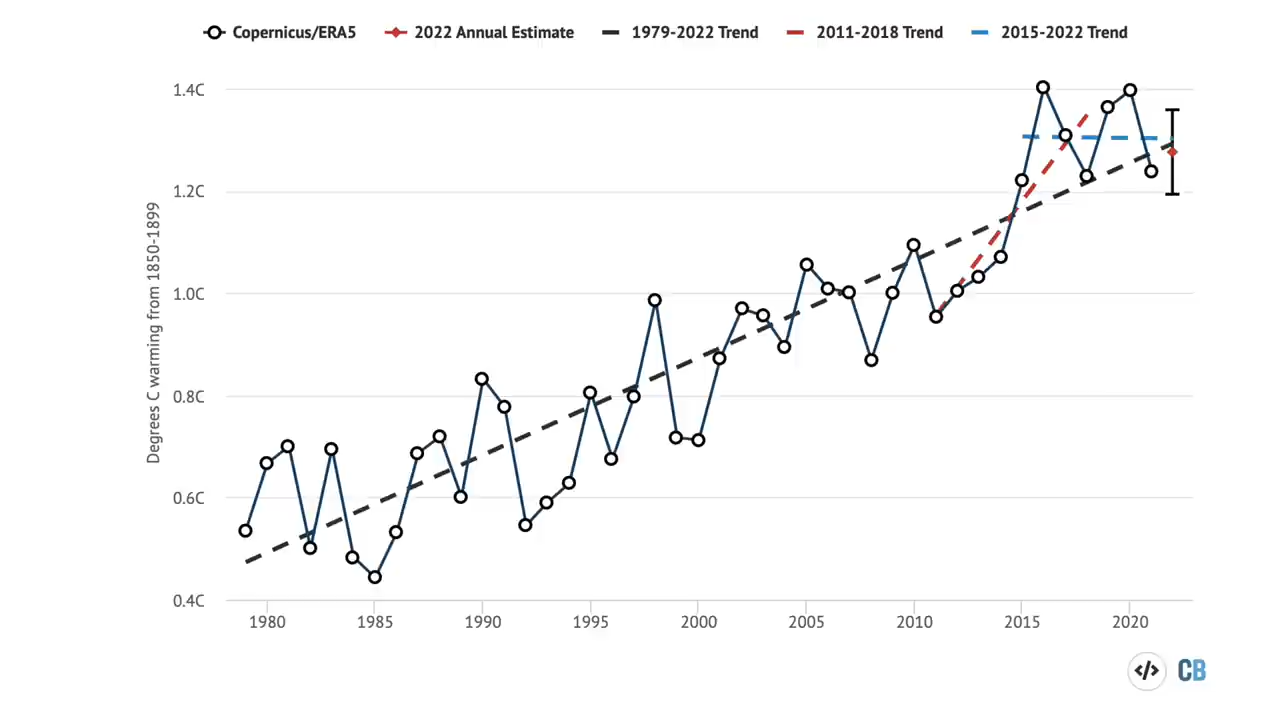 Copernicus/ERA5 2022 Annual Estimate 1979-2022 Trend 2011-2018 Trend 2015-2022 Trend
1.4C
1.2C
1.0C
0.8C
0.6C
0.4C
Degrees C warming from 1850-1899
1980 1985 1990 1995 2000 2005 2010 2015 2020
</> CB